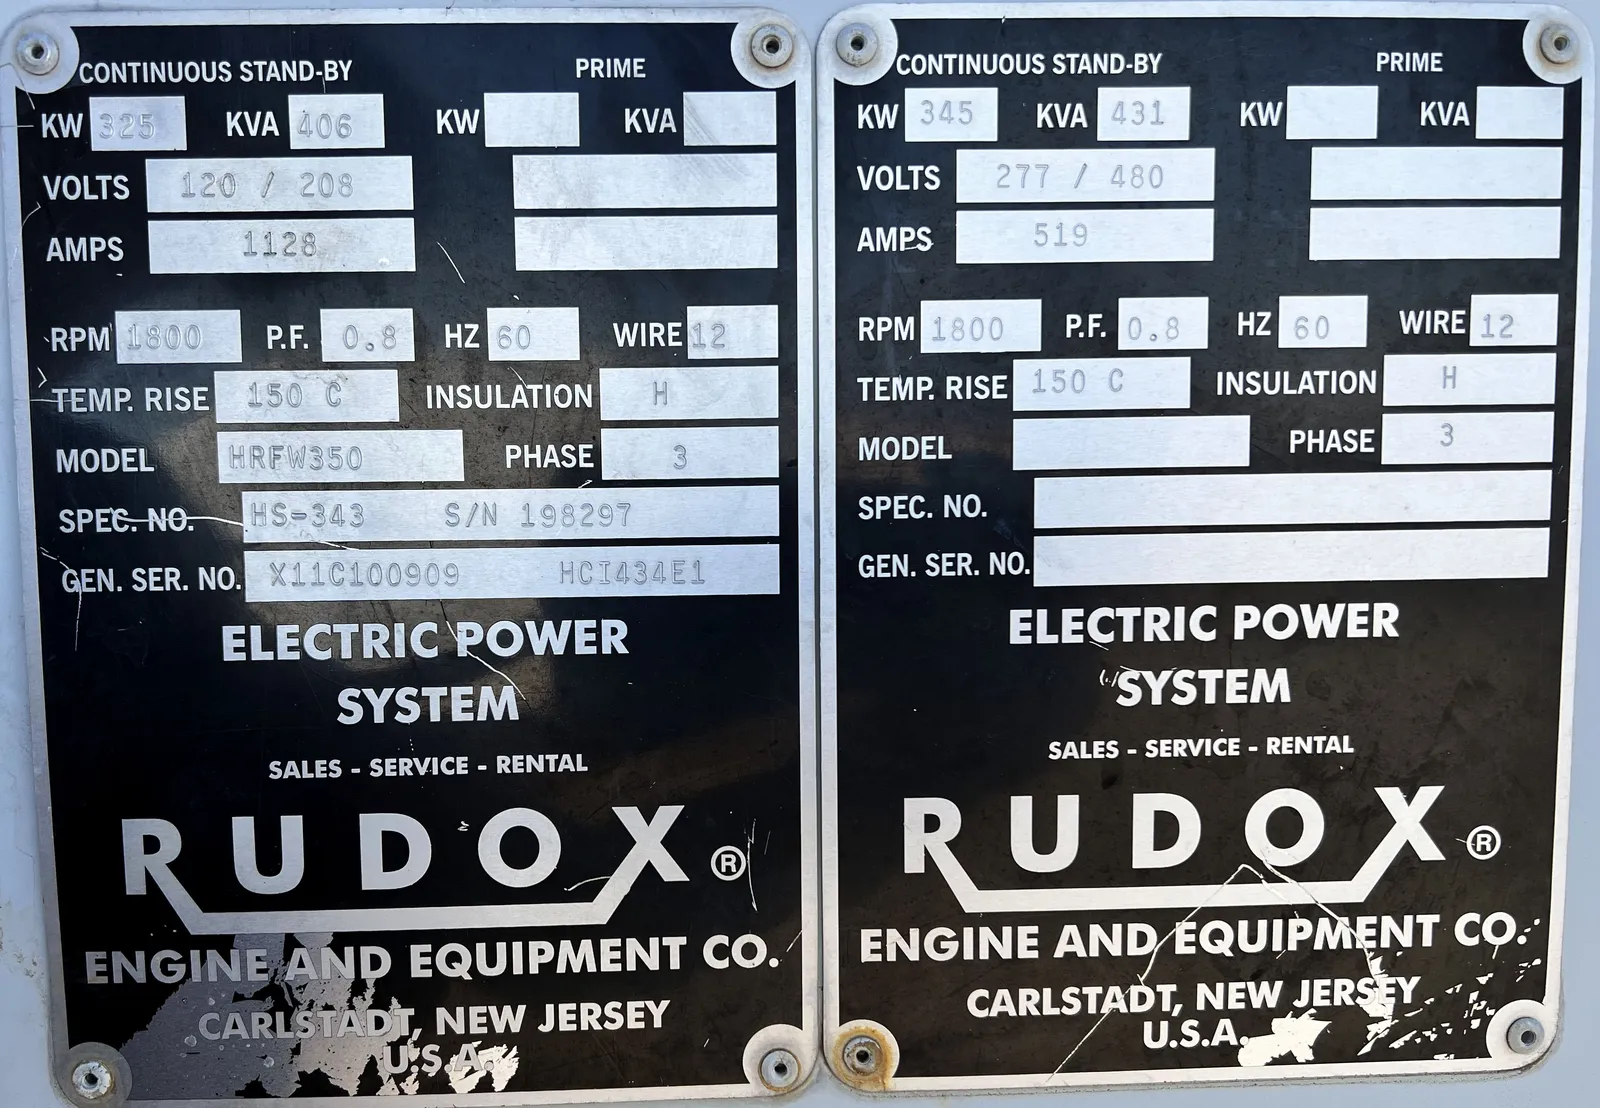 CONTINUOUS STAND-BY PRIME
KW 325 KVA 406 KW KVA
VOLTS 120 / 208
AMPS 1128
RPM 1800 P.F. 0.8 HZ 60 WIRE 12
TEMP. RISE 150 C INSULATION H
MODEL HRFW350 PHASE 3
SPEC. NO. HS-343 S/N 198297
GEN. SER. NO. X11C100909 HCI434E1
ELECTRIC POWER
SYSTEM
SALES - SERVICE - RENTAL
RUDOX ®
ENGINE AND EQUIPMENT CO.
CARLSTADT, NEW JERSEY
U.S.A.
CONTINUOUS STAND-BY PRIME
KW 345 KVA 431 KW KVA
VOLTS 277 / 480
AMPS 519
RPM 1800 P.F. 0.8 HZ 60 WIRE 12
TEMP. RISE 150 C INSULATION H
MODEL PHASE 3
SPEC. NO.
GEN. SER. NO.
ELECTRIC POWER
SYSTEM
SALES - SERVICE - RENTAL
RUDOX ®
ENGINE AND EQUIPMENT CO.
CARLSTADT, NEW JERSEY
U.S.A.